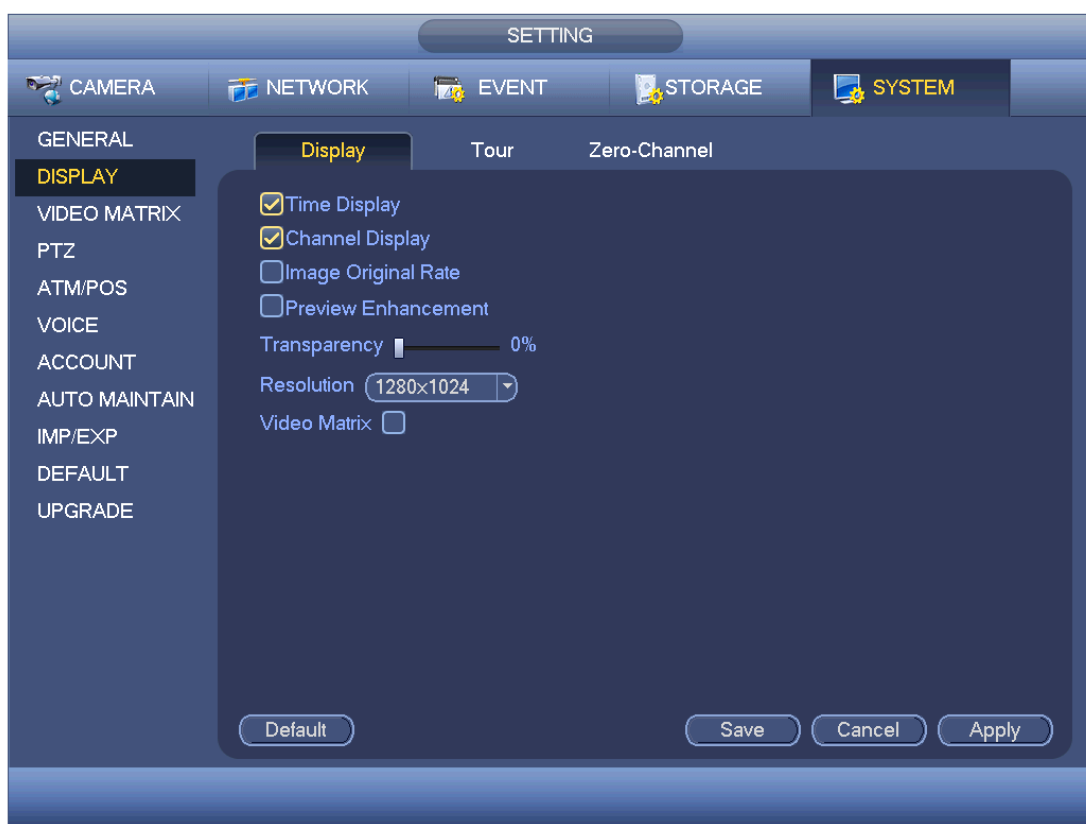 SETTING
CAMERA NETWORK EVENT STORAGE SYSTEM
GENERAL
DISPLAY
VIDEO MATRIX
PTZ
ATM/POS
VOICE
ACCOUNT
AUTO MAINTAIN
IMP/EXP
DEFAULT
UPGRADE
Display Tour Zero-Channel
Time Display
Channel Display
Image Original Rate
Preview Enhancement
Transparency 0%
Resolution 1280x1024
Video Matrix
Default Save Cancel Apply